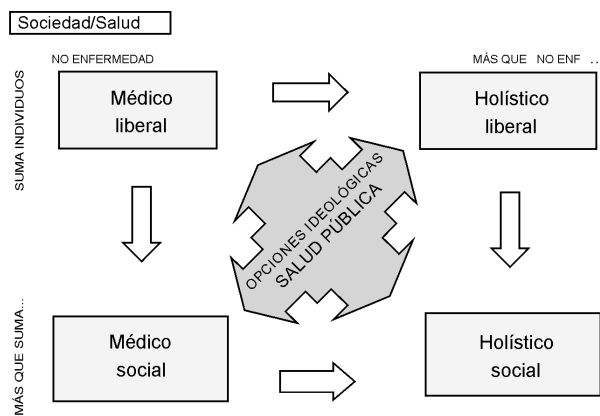 Sociedad/Salud
NO ENFERMEDAD
MÁS QUE NO ENF ..
SUMA INDIVIDUOS
Médico
liberal
Holístico
liberal
OPCIONES IDEOLÓGICAS
SALUD PÚBLICA
MÁS QUE SUMA...
Médico
social
Holístico
social